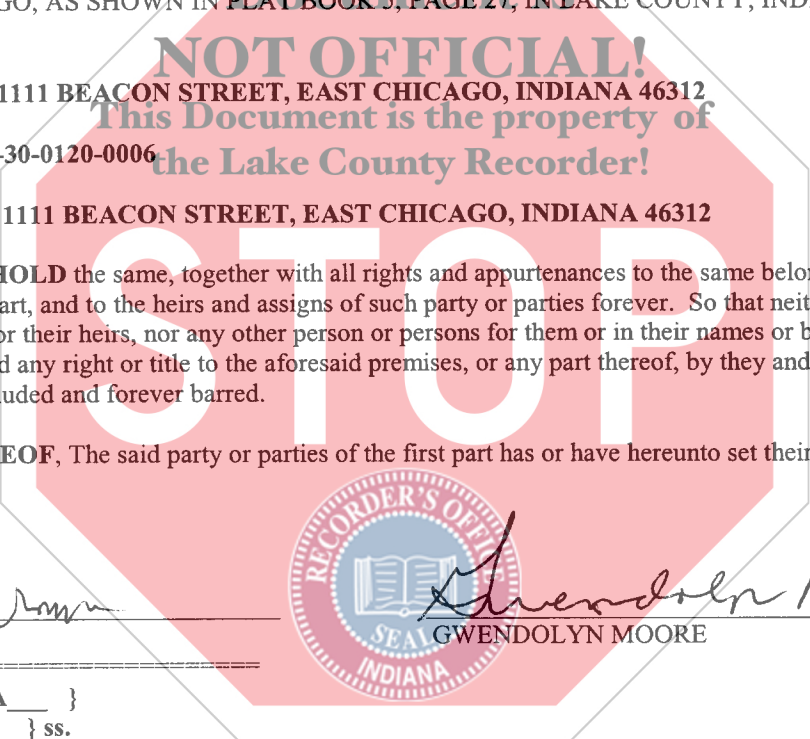 GO, AS SHOWN IN PLAT BOOK 5, PAGE 27, IN LAKE COUNTY, INDI
NOT OFFICIAL!
1111 BEACON STREET, EAST CHICAGO, INDIANA 46312
This Document is the property of
-30-0120-0006
the Lake County Recorder!
1111 BEACON STREET, EAST CHICAGO, INDIANA 46312
STOP
HOLD the same, together with all rights and appurtenances to the same belon
art, and to the heirs and assigns of such party or parties forever. So that neit
or their heirs, nor any other person or persons for them or in their names or b
d any right or title to the aforesaid premises, or any part thereof, by they and
luded and forever barred.
EOF, The said party or parties of the first part has or have hereunto set their
RECORDER'S OFFICE
SEAL
INDIANA
Gwendolyn
GWENDOLYN MOORE
A___ }
} ss.